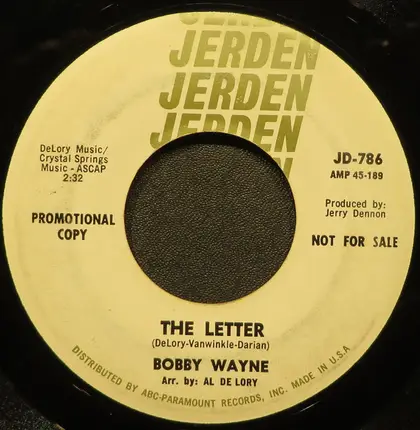 JERDEN
JERDEN
JERDEN
JERDEN
DeLory Music/
Crystal Springs
Music - ASCAP
2:32
JD-786
AMP 45-189
PROMOTIONAL
COPY
Produced by:
Jerry Dennon
NOT FOR SALE
THE LETTER
(DeLory-Vanwinkle-Darian)
BOBBY WAYNE
Arr. by: AL DE LORY
DISTRIBUTED BY ABC-PARAMOUNT RECORDS, INC. MADE IN U.S.A